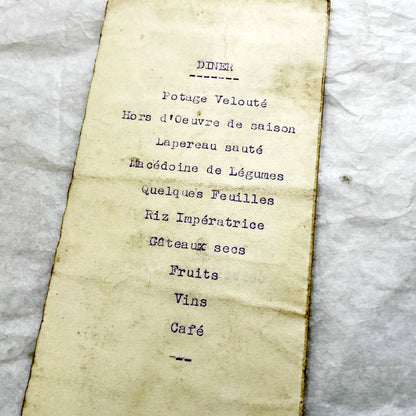 DINER
-------
Potage Velouté
Hors d'Oeuvre de saison
Lapereau sauté
Macédoine de Légumes
Quelques Feuilles
Riz Impératrice
Gâteaux secs
Fruits
Vins
Café
---